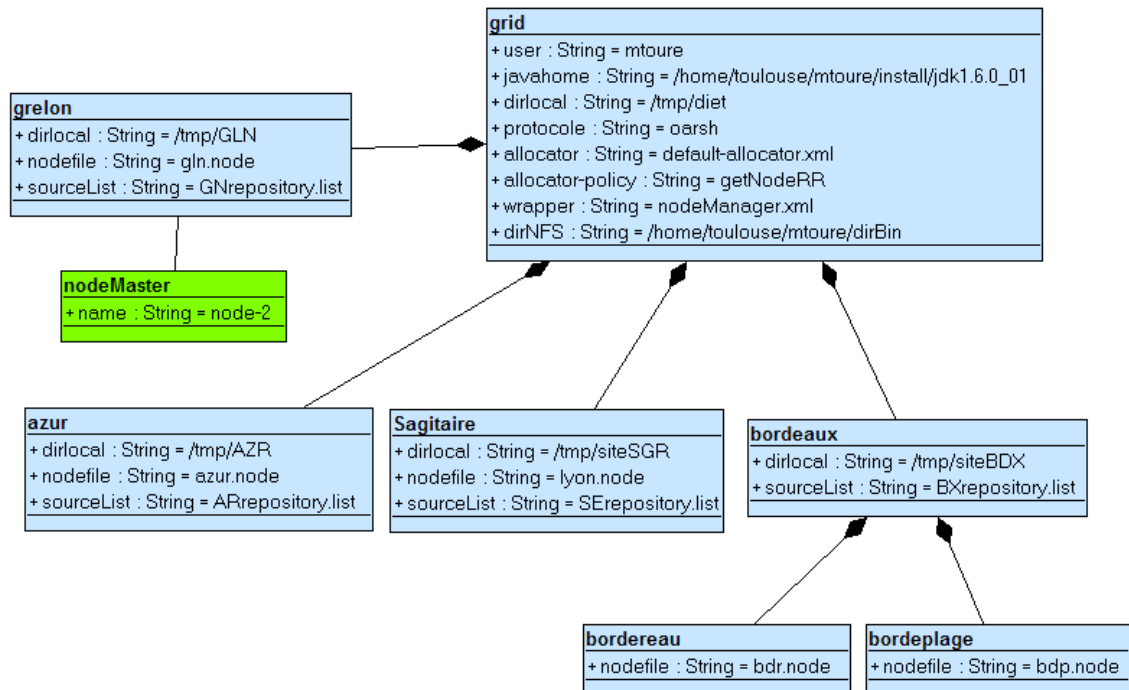 grid
+ user : String = mtoure
+ javahome : String = /home/toulouse/mtoure/install/jdk1.6.0_01
+ dirlocal : String = /tmp/diet
+ protocole : String = oarsh
+ allocator : String = default-allocator.xml
+ allocator-policy : String = getNodeRR
+ wrapper : String = nodeManager.xml
+ dirNFS : String = /home/toulouse/mtoure/dirBin
grelon
+ dirlocal : String = /tmp/GLN
+ nodefile : String = gln.node
+ sourceList : String = GNrepository.list
nodeMaster
+ name : String = node-2
azur
+ dirlocal : String = /tmp/AZR
+ nodefile : String = azur.node
+ sourceList : String = ARrepository.list
Sagitaire
+ dirlocal : String = /tmp/siteSGR
+ nodefile : String = lyon.node
+ sourceList : String = SErepository.list
bordeaux
+ dirlocal : String = /tmp/siteBDX
+ sourceList : String = BXrepository.list
bordereau
+ nodefile : String = bdr.node
bordeplage
+ nodefile : String = bdp.node